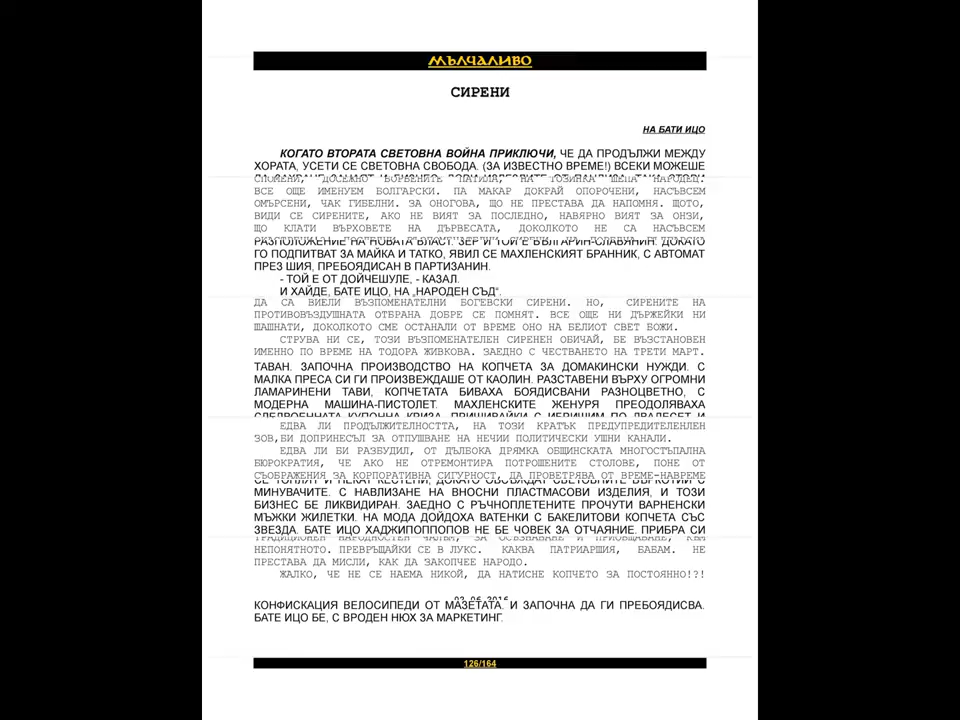 МЪЛЧАЛИВО
СИРЕНИ
НА БАТИ ИЦО
КОГАТО ВТОРАТА СВЕТОВНА ВОЙНА ПРИКЛЮЧИ, ЧЕ ДА ПРОДЪЛЖИ МЕЖДУ
ХОРАТА, УСЕТИ СЕ СВЕТОВНА СВОБОДА. (ЗА ИЗВЕСТНО ВРЕМЕ!) ВСЕКИ МОЖЕШЕ
ВСЕ ОЩЕ ИМЕНУЕМ БОЛГАРСКИ. ПА МАКАР ДОКРАЙ ОПОРОЧЕНИ, НАСЪВСЕМ
ОМЪРСЕНИ, ЧАК ГИБЕЛНИ. ЗА ОНОГОВА, ЩО НЕ ПРЕСТАВА ДА НАПОМНЯ. ЩОТО,
ВИДИ СЕ СИРЕНИТЕ, АКО НЕ ВИЯТ ЗА ПОСЛЕДНО, НАВЯРНО ВИЯТ ЗА ОНЗИ,
ЩО КЛАТИ ВЪРХОВЕТЕ НА ДЪРВЕСАТА, ДОКОЛКОТО НЕ СА НАСЪВСЕМ
РАЗПОЛОЖЕНИЕ НА НОВАТА ВЛАСТ. ЗЕР И ТОЙ Е БЪЛГАРИН-СЛАВЯНИН. ДОКАТО
ГО ПОДПИТВАТ ЗА МАЙКА И ТАТКО, ЯВИЛ СЕ МАХЛЕНСКИЯТ БРАННИК, С АВТОМАТ
ПРЕЗ ШИЯ, ПРЕБОЯДИСАН В ПАРТИЗАНИН.
- ТОЙ Е ОТ ДОЙЧЕШУЛЕ, - КАЗАЛ.
И ХАЙДЕ, БАТЕ ИЦО, НА „НАРОДЕН СЪД“.
ДА СА ВИЕЛИ ВЪЗПОМЕНАТЕЛНИ БОГЕВСКИ СИРЕНИ. НО, СИРЕНИТЕ НА
ПРОТИВОВЪЗДУШНАТА ОТБРАНА ДОБРЕ СЕ ПОМНЯТ. ВСЕ ОЩЕ НИ ДЪРЖЕЙКИ НИ
ШАШНАТИ, ДОКОЛКОТО СМЕ ОСТАНАЛИ ОТ ВРЕМЕ ОНО НА БЕЛИОТ СВЕТ БОЖИ.
СТРУВА НИ СЕ, ТОЗИ ВЪЗПОМЕНАТЕЛЕН СИРЕНЕН ОБИЧАЙ, БЕ ВЪЗСТАНОВЕН
ИМЕННО ПО ВРЕМЕ НА ТОДОРА ЖИВКОВА. ЗАЕДНО С ЧЕСТВАНЕТО НА ТРЕТИ МАРТ.
ТАВАН. ЗАПОЧНА ПРОИЗВОДСТВО НА КОПЧЕТА ЗА ДОМАКИНСКИ НУЖДИ. С
МАЛКА ПРЕСА СИ ГИ ПРОИЗВЕЖДАШЕ ОТ КАОЛИН. РАЗСТАВЕНИ ВЪРХУ ОГРОМНИ
ЛАМАРИНЕНИ ТАВИ, КОПЧЕТАТА БИВАХА БОЯДИСВАНИ РАЗНОЦВЕТНО, С
МОДЕРНА МАШИНА-ПИСТОЛЕТ. МАХЛЕНСКИТЕ ЖЕНУРЯ ПРЕОДОЛЯВАХА
ЕДВА ЛИ ПРОДЪЛЖИТЕЛНОСТТА, НА ТОЗИ КРАТЪК ПРЕДУПРЕДИТЕЛЕНЛЕН
ЗОВ,БИ ДОПРИНЕСЪЛ ЗА ОТПУШВАНЕ НА НЕЧИИ ПОЛИТИЧЕСКИ УШНИ КАНАЛИ.
ЕДВА ЛИ БИ РАЗБУДИЛ, ОТ ДЪЛБОКА ДРЯМКА ОБЩИНСКАТА МНОГОСТЪПАЛНА
БЮРОКРАТИЯ, ЧЕ АКО НЕ ОТРЕМОНТИРА ПОТРОШЕНИТЕ СТОЛОВЕ, ПОНЕ ОТ
СЪОБРАЖЕНИЯ ЗА КОРПОРАТИВНА СИГУРНОСТ, ДА ПРОВЕТРЯВА ОТ ВРЕМЕ-НАВРЕМЕ
МИНУВАЧИТЕ. С НАВЛИЗАНЕ НА ВНОСНИ ПЛАСТМАСОВИ ИЗДЕЛИЯ, И ТОЗИ
БИЗНЕС БЕ ЛИКВИДИРАН. ЗАЕДНО С РЪЧНОПЛЕТЕНИТЕ ПРОЧУТИ ВАРНЕНСКИ
МЪЖКИ ЖИЛЕТКИ. НА МОДА ДОЙДОХА ВАТЕНКИ С БАКЕЛИТОВИ КОПЧЕТА СЪС
ЗВЕЗДА. БАТЕ ИЦО ХАДЖИПОППОПОВ НЕ БЕ ЧОВЕК ЗА ОТЧАЯНИЕ. ПРИБРА СИ
НЕПОНЯТНОТО. ПРЕВРЪЩАЙКИ СЕ В ЛУКС. КАКВА ПАТРИАРШИЯ, БАБАМ. НЕ
ПРЕСТАВА ДА МИСЛИ, КАК ДА ЗАКОПЧЕЕ НАРОДО.
ЖАЛКО, ЧЕ НЕ СЕ НАЕМА НИКОЙ, ДА НАТИСНЕ КОПЧЕТО ЗА ПОСТОЯННО!?!
КОНФИСКАЦИЯ ВЕЛОСИПЕДИ ОТ МАЗЕТАТА. И ЗАПОЧНА ДА ГИ ПРЕБОЯДИСВА.
БАТЕ ИЦО БЕ, С ВРОДЕН НЮХ ЗА МАРКЕТИНГ.
126/164